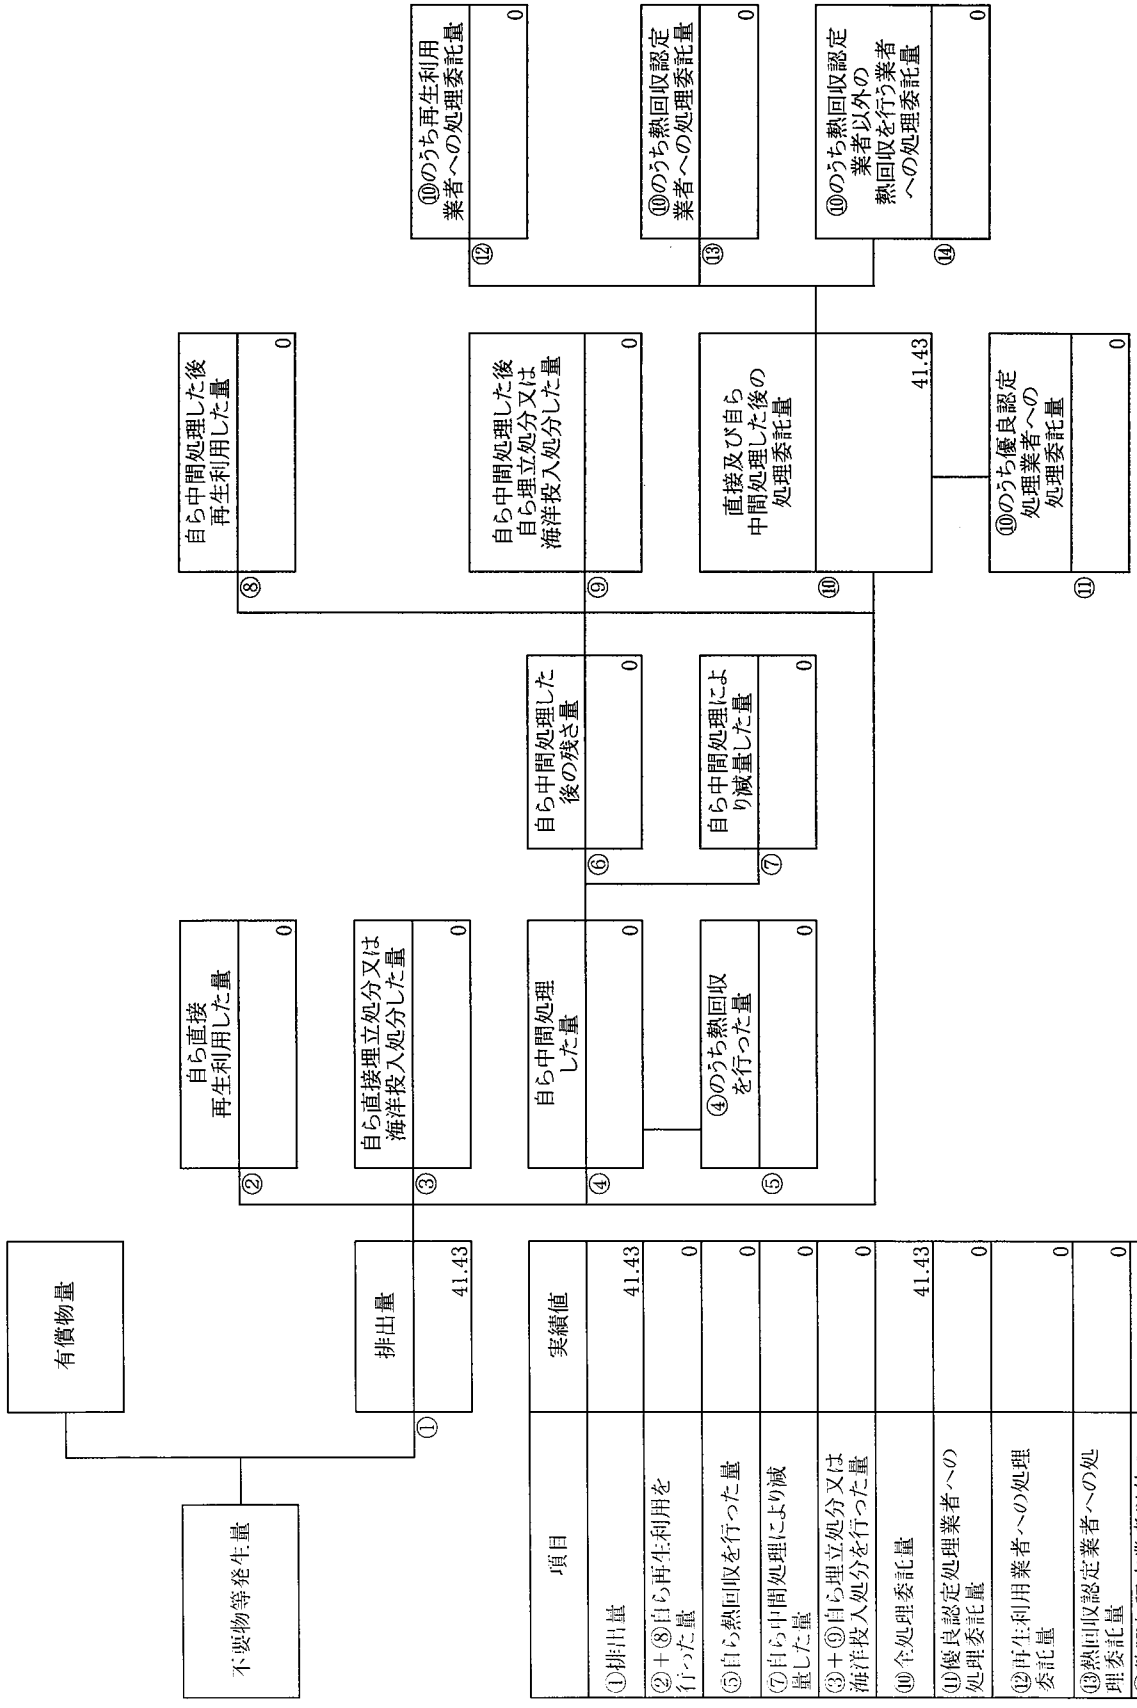 不要物等発生量
有償物量
①
排出量
41.43
②
自ら直接
再生利用した量
0
③
自ら直接埋立処分又は
海洋投入処分した量
0
④
自ら中間処理
した量
0
⑤
④のうち熱回収
を行った量
0
⑥
自ら中間処理した
後の残さ量
0
⑦
自ら中間処理によ
り減量した量
0
⑧
自ら中間処理した後
再生利用した量
0
⑨
自ら中間処理した後
自ら埋立処分又は
海洋投入処分した量
0
⑩
直接及び自ら
中間処理した後の
処理委託量
41.43
⑪
⑩のうち優良認定
処理業者への
処理委託量
0
⑫
⑩のうち再生利用
業者への処理委託量
0
⑬
⑩のうち熱回収認定
業者への処理委託量
0
⑭
⑩のうち熱回収認定
業者以外の
熱回収を行う業者
への処理委託量
0
項目 実績値
①排出量 41.43
②+⑧自ら再生利用を
行った量 0
⑤自ら熱回収を行った量 0
⑦自ら中間処理により減
量した量 0
③+⑨自ら埋立処分又は
海洋投入処分を行った量 0
⑩全処理委託量 41.43
⑪優良認定処理業者への
処理委託量 0
⑫再生利用業者への処理
委託量 0
⑬熱回収認定業者への処
理委託量 0